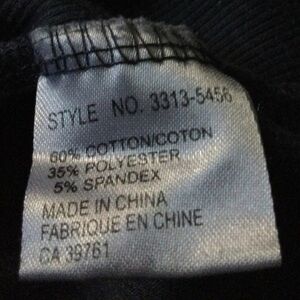 STYLE NO. 3313-5456
60% COTTON/COTON
35% POLYESTER
5% SPANDEX
MADE IN CHINA
FABRIQUE EN CHINE
CA 39761